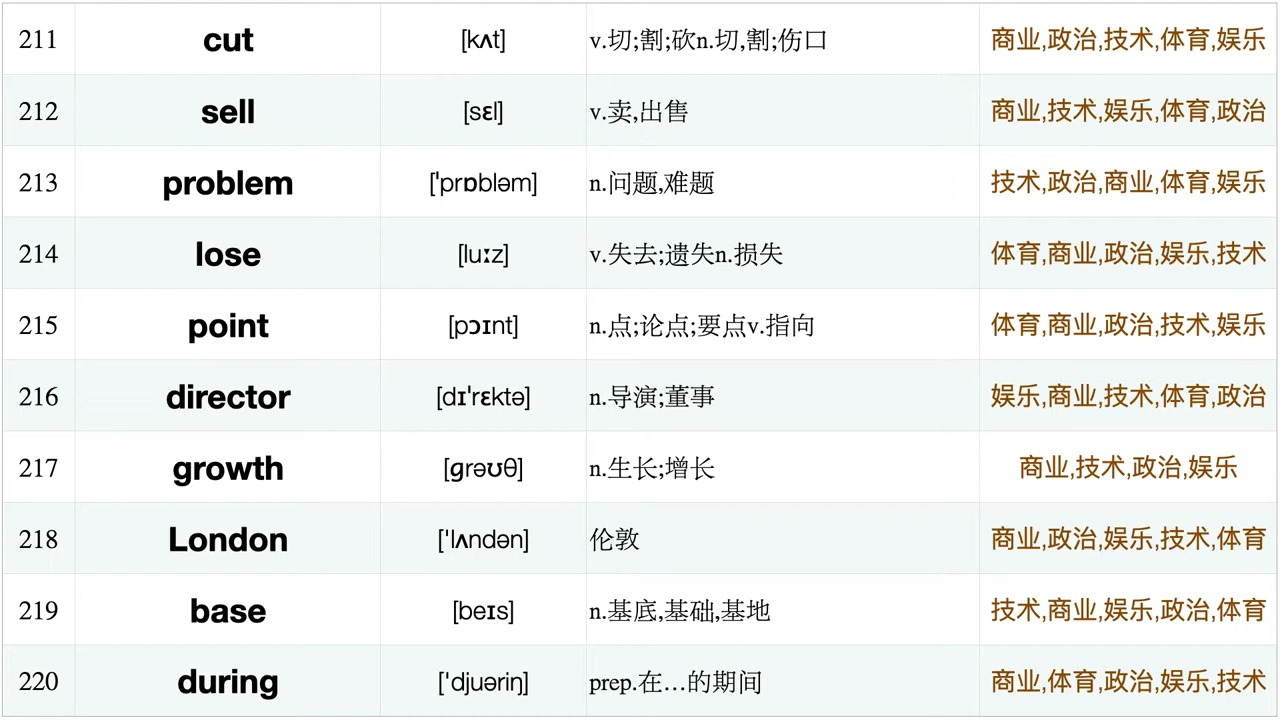 211 cut [kʌt] v.切;割;砍n.切,割;伤口 商业,政治,技术,体育,娱乐
212 sell [sɛl] v.卖,出售 商业,技术,娱乐,体育,政治
213 problem ['prɒbləm] n.问题,难题 技术,政治,商业,体育,娱乐
214 lose [luːz] v.失去;遗失n.损失 体育,商业,政治,娱乐,技术
215 point [pɔɪnt] n.点;论点;要点v.指向 体育,商业,政治,技术,娱乐
216 director [dɪ'rɛktə] n.导演;董事 娱乐,商业,技术,体育,政治
217 growth [ɡrəʊθ] n.生长;增长 商业,技术,政治,娱乐
218 London ['lʌndən] 伦敦 商业,政治,娱乐,技术,体育
219 base [beɪs] n.基底,基础,基地 技术,商业,娱乐,政治,体育
220 during ['djuəriŋ] prep.在…的期间 商业,体育,政治,娱乐,技术